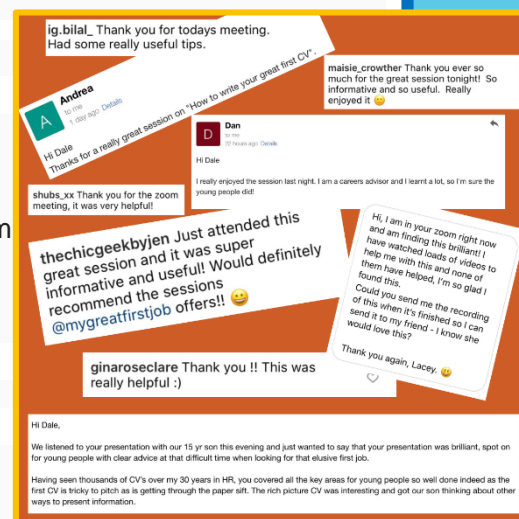 ig.bilal_ Thank you for todays meeting.
Had some really useful tips.
A
Andrea
to me
1 day ago Details
Hi Dale
Thanks for a really great session on "How to write your great first CV".
maisie_crowther Thank you ever so
much for the great session tonight! So
informative and so useful. Really
enjoyed it 😊
D
Dan
to me
22 hours ago Details
Hi Dale
I really enjoyed the session last night. I am a careers advisor and I learnt a lot, so I'm sure the
young people did!
shubs_xx Thank you for the zoom
meeting, it was very helpful!
m
thechicgeekbyjen Just attended this
great session and it was super
informative and useful! Would definitely
recommend the sessions
@mygreatfirstjob offers!! 😀
Hi, I am in your zoom right now
and am finding this brilliant! I
have watched loads of videos to
help me with this and none of
them have helped, I'm so glad I
found this.
Could you send me the recording
of this when it's finished so I can
send it to my friend - I know she
would love this?
Thank you again, Lacey. 😃
ginaroseclare Thank you !! This was
really helpful :)
Hi Dale,
We listened to your presentation with our 15 yr son this evening and just wanted to say that your presentation was brilliant, spot on
for young people with clear advice at that difficult time when looking for that elusive first job.
Having seen thousands of CV's over my 30 years in HR, you covered all the key areas for young people so well done indeed as the
first CV is tricky to pitch as is getting through the paper sift. The rich picture CV was interesting and got our son thinking about other
ways to present information.